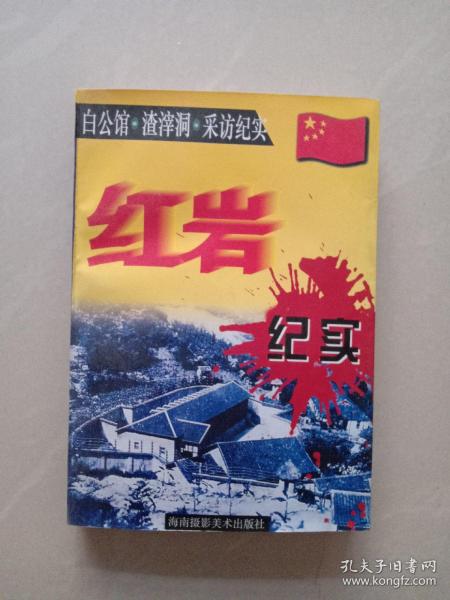 白公馆·渣滓洞·采访纪实
红岩
纪实
海南摄影美术出版社
孔夫子旧书网
www.kongfz.com